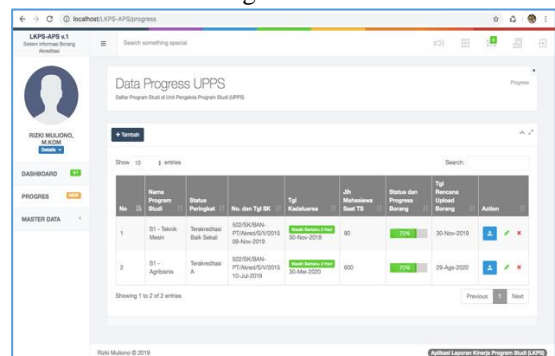 localhost/LKPS-APS/progress
LKPS-APS v.1
Sistem Informasi Borang
Akreditasi
Search something special
Data Progress UPPS
Daftar Program Studi di Unit Pengelola Program Studi (UPPS)
Progress
RIZKI MULIONO,
M.KOM
Details
DASHBOARD
V.1
PROGRES
NEW
MASTER DATA
+ Tambah
Show 10 entries
Search:
No
Nama Program Studi
Status Peringkat
No. dan Tgl SK
Tgl Kadaluarsa
Jlh Mahasiswa Saat TS
Status dan Progress Borang
Tgl Rencana Upload Borang
Action
1
S1 - Teknik Mesin
Terakreditasi Baik Sekali
502/SK/BAN-PT/Akred/S/V/2015
09-Nov-2019
30-Nov-2019
90
70%
30-Nov-2019
2
S1 - Agribisnis
Terakreditasi A
502/SK/BAN-PT/Akred/S/V/2015
10-Jul-2019
30-Mei-2020
600
70%
29-Ags-2020
Showing 1 to 2 of 2 entries
Previous 1 Next
Rizki Muliono © 2019
Aplikasi Laporan Kinerja Program Studi (LKPS)